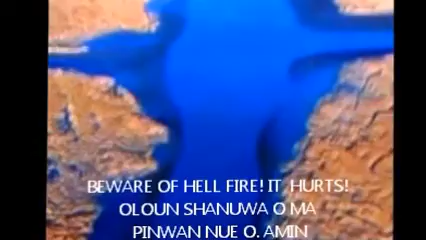 BEWARE OF HELL FIRE! IT HURTS!
OLOUN SHANUWA O MA
PINWAN NUE O. AMIN